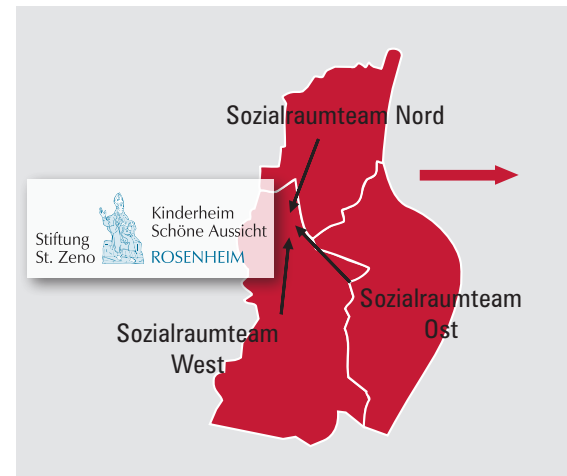 Sozialraumteam Nord
Kinderheim
Schöne Aussicht
Stiftung
St. Zeno
ROSENHEIM
Sozialraumteam
Ost
Sozialraumteam
West